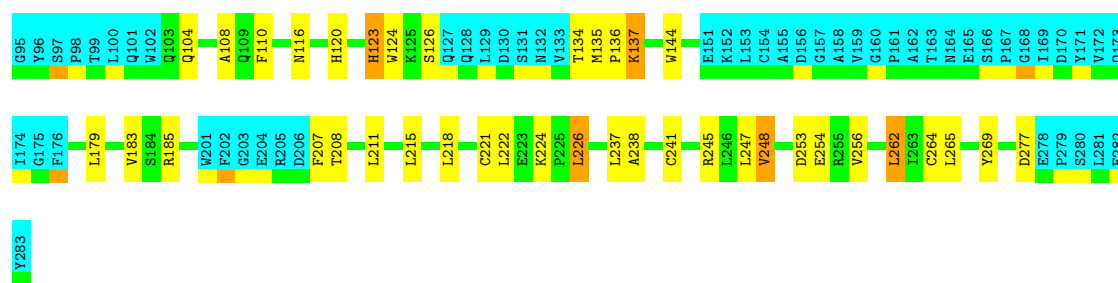 G95 Y96 S97 P98 T99 L100 Q101 W102 Q103 Q104 A108 Q109 F110 N116 H120 H123 W124 K125 S126 Q127 Q128 L129 D130 S131 N132 V133 T134 M135 P136 K137 W144 E151 K152 L153 C154 A155 D156 G157 A158 V159 G160 P161 A162 T163 N164 E165 S166 P167 G168 I169 D170 Y171 V172
I174 G175 F176 L179 V183 S184 R185 W201 F202 G203 E204 R205 D206 F207 T208 L211 L215 L218 C221 L222 E223 K224 P225 L226 L237 A238 C241 R245 L246 L247 V248 D253 E254 R255 V256 L262 I263 C264 L265 Y269 D277 E278 P279 S280 L281
Y283